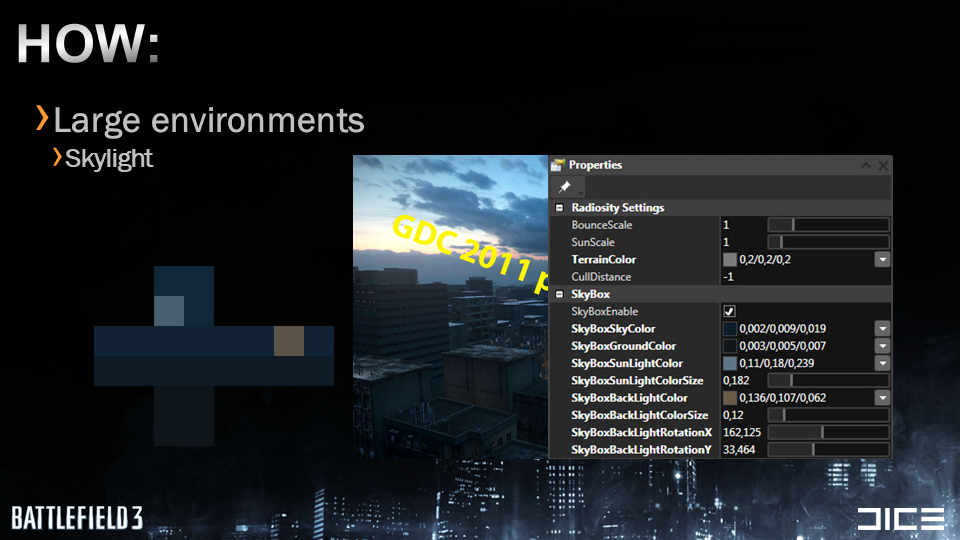 HOW:
Large environments
Skylight
GDC 2011 p
Properties
Radiosity Settings
BounceScale 1
SunScale 1
TerrainColor 0,2/0,2/0,2
CullDistance -1
SkyBox
SkyBoxEnable
SkyBoxSkyColor 0,002/0,009/0,019
SkyBoxGroundColor 0,003/0,005/0,007
SkyBoxSunLightColor 0,11/0,18/0,239
SkyBoxSunLightColorSize 0,182
SkyBoxBackLightColor 0,136/0,107/0,062
SkyBoxBackLightColorSize 0,12
SkyBoxBackLightRotationX 162,125
SkyBoxBackLightRotationY 33,464
BATTLEFIELD 3
DICE